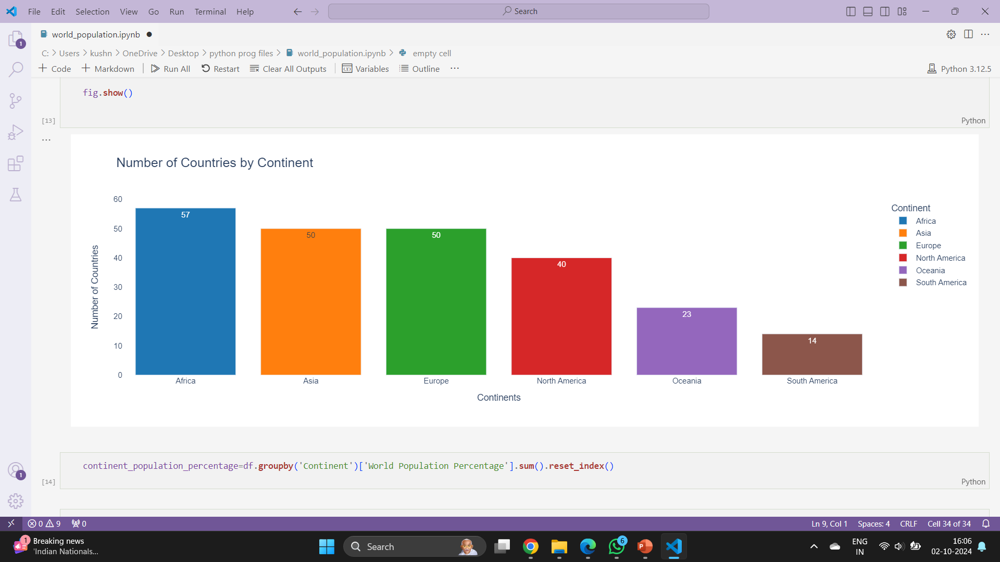 File Edit Selection View Go Run Terminal Help Search
world_population.ipynb
C: Users kushn OneDrive Desktop python prog files world_population.ipynb empty cell
Code Markdown Run All Restart Clear All Outputs Variables Outline ... Python 3.12.5
fig.show()
[13] Python
...
Number of Countries by Continent
60
50
40
30
20
10
0
Number of Countries
57
50
50
40
23
14
Africa Asia Europe North America Oceania South America
Continents
Continent
Africa
Asia
Europe
North America
Oceania
South America
continent_population_percentage=df.groupby('Continent')['World Population Percentage'].sum().reset_index()
[14] Python
1
1
0 9 0 Ln 9, Col 1 Spaces: 4 CRLF Cell 34 of 34
1 Breaking news
'Indian Nationals...
Search
6
P
ENG
IN
16:06
02-10-2024